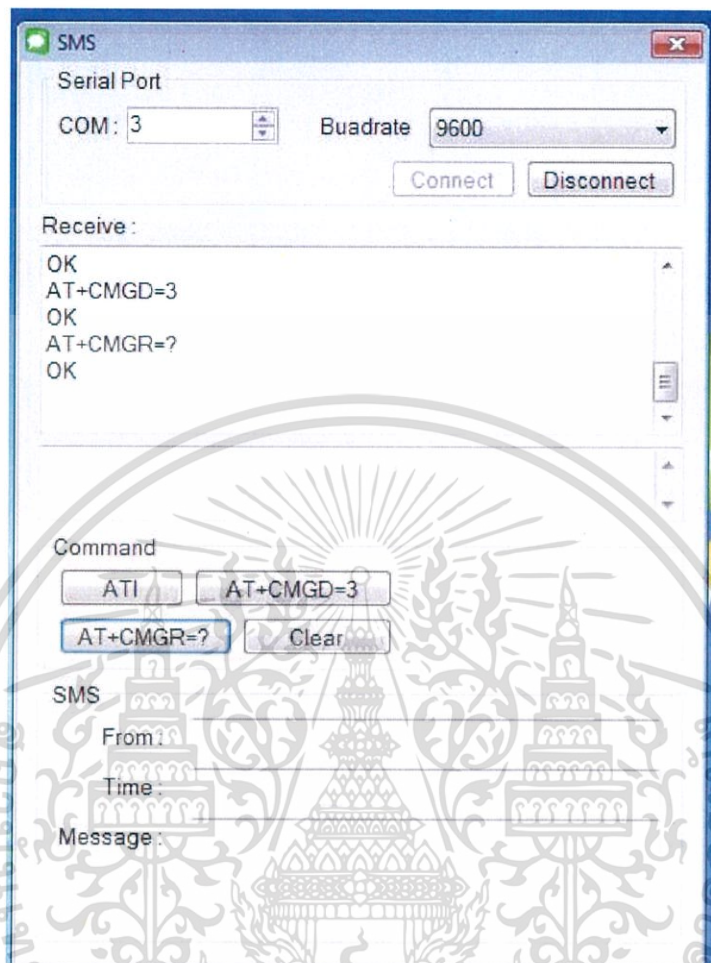 SMS
Serial Port
COM: 3 Buadrate 9600
Connect Disconnect
Receive :
OK
AT+CMGD=3
OK
AT+CMGR=?
OK
Command
ATI AT+CMGD=3
AT+CMGR=? Clear
SMS
From :
Time :
Message :